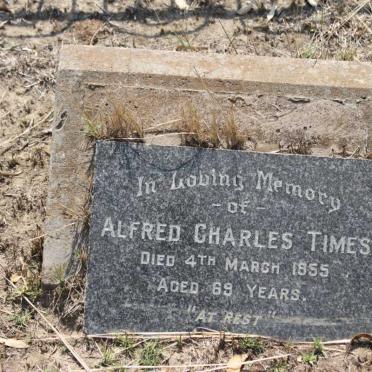 In Loving Memory
- of -
ALFRED CHARLES TIMES
DIED 4TH MARCH 1955
AGED 69 YEARS.
"AT REST"